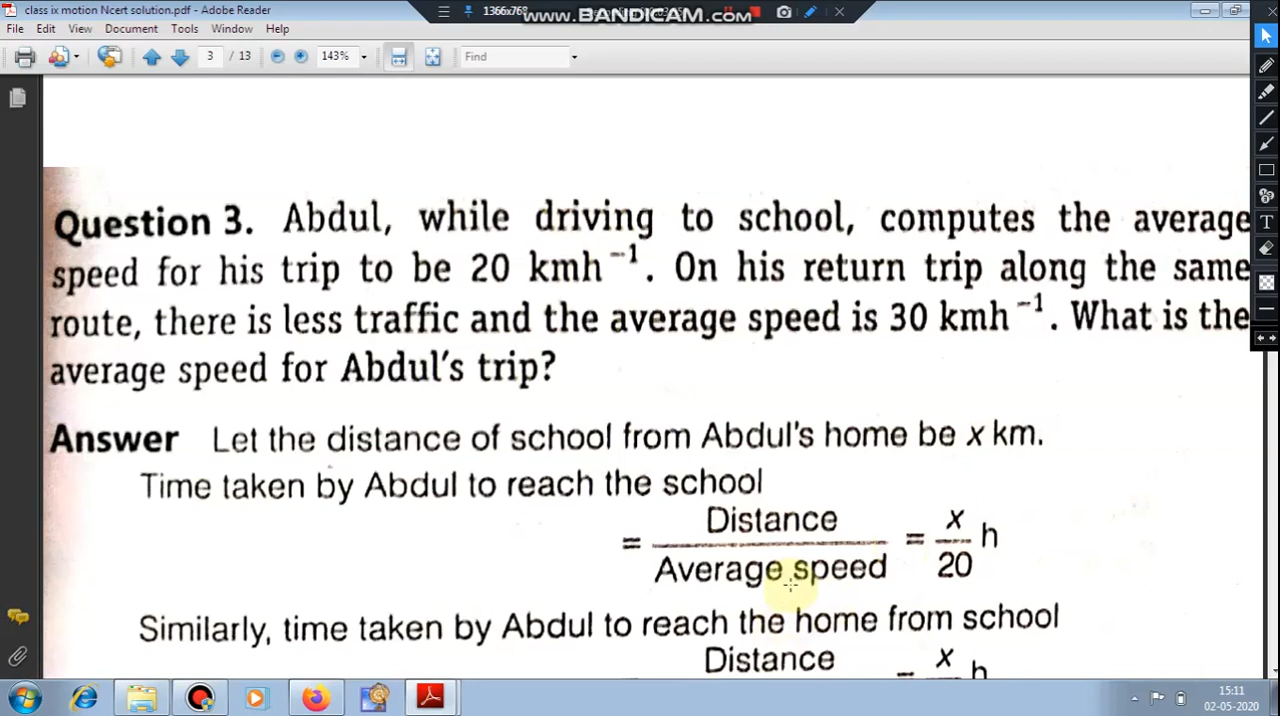 class ix motion Ncert solution.pdf - Adobe Reader
1366x768
www.BANDICAM.com
File Edit View Document Tools Window Help
3 / 13 143% Find
Question 3. Abdul, while driving to school, computes the average
speed for his trip to be 20 kmh⁻¹. On his return trip along the same
route, there is less traffic and the average speed is 30 kmh⁻¹. What is the
average speed for Abdul's trip?
Answer Let the distance of school from Abdul's home be x km.
Time taken by Abdul to reach the school
= Distance / Average speed = x / 20 h
Similarly, time taken by Abdul to reach the home from school
Distance = x h
15:11
02-05-2020